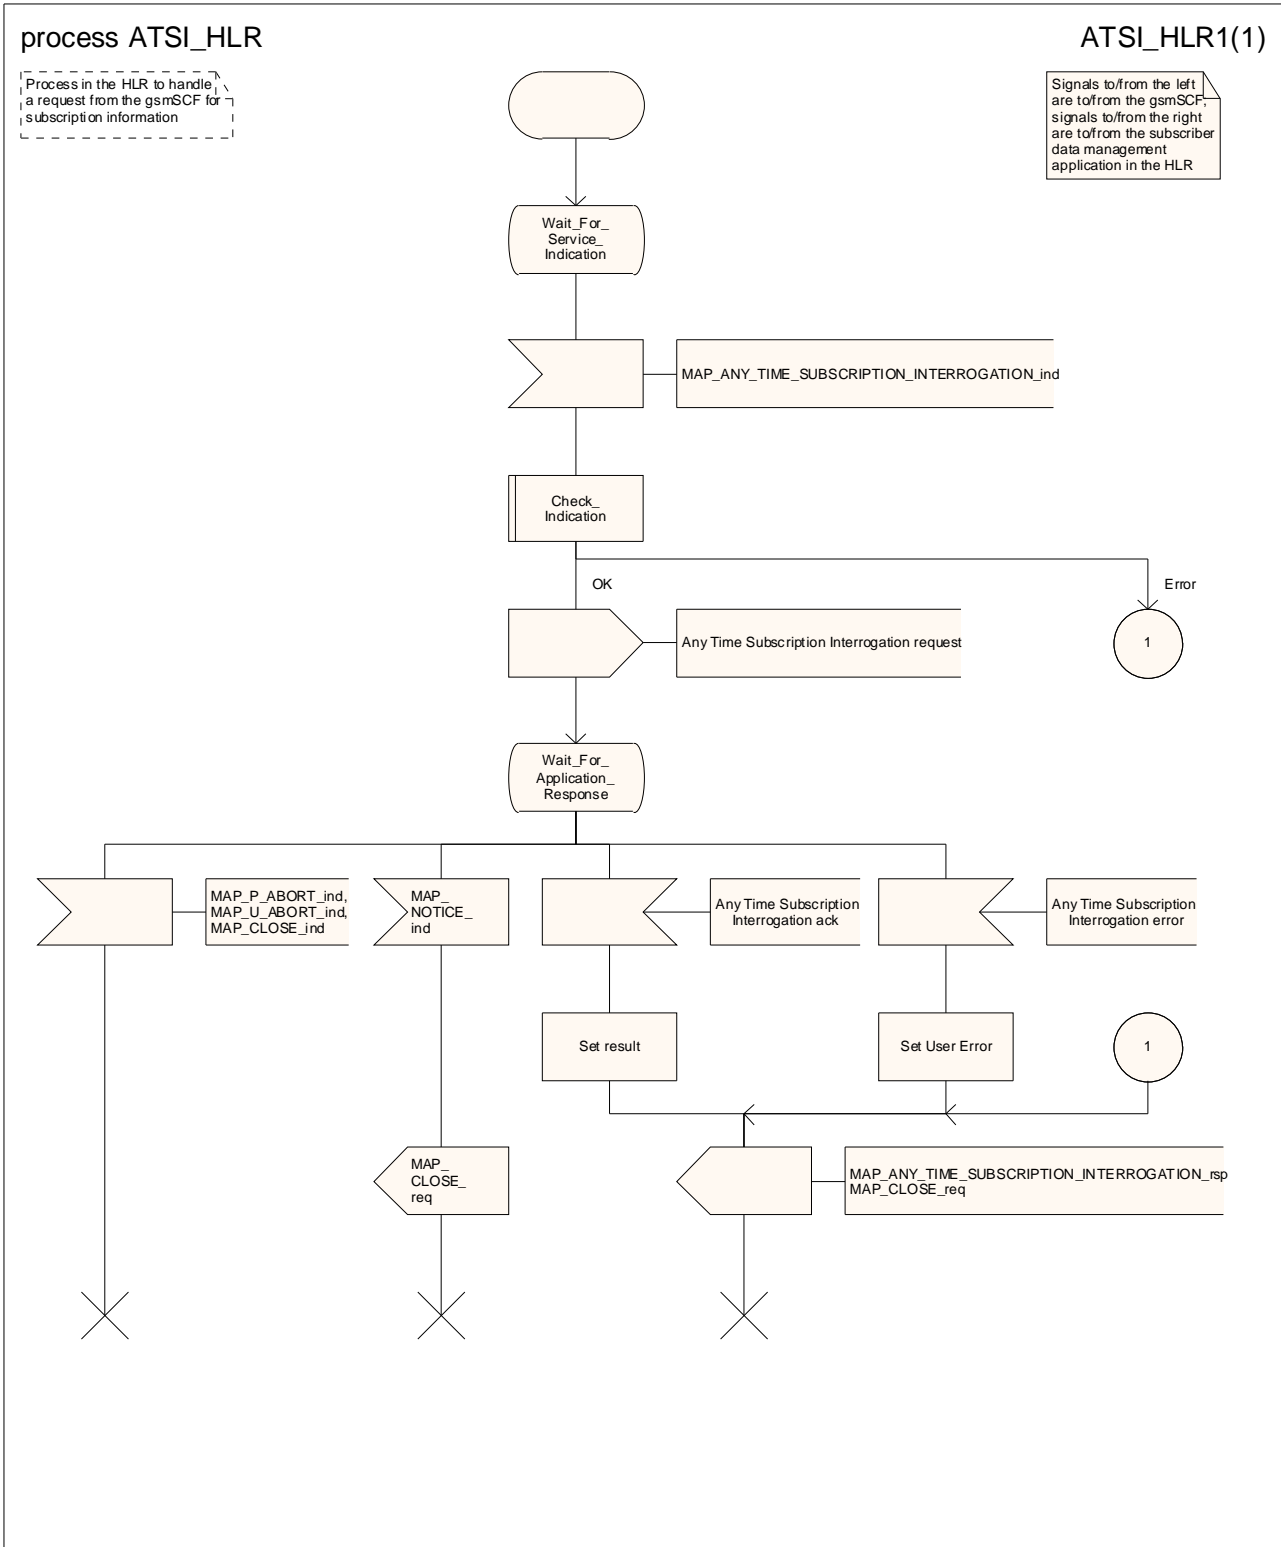 process ATSI_HLR
ATSI_HLR1(1)
Process in the HLR to handle
a request from the gsmSCF for
subscription information
Signals to/from the left
are to/from the gsmSCF;
signals to/from the right
are to/from the subscriber
data management
application in the HLR
Wait_For_
Service_
Indication
MAP_ANY_TIME_SUBSCRIPTION_INTERROGATION_ind
Check_
Indication
OK
Error
Any Time Subscription Interrogation request
1
Wait_For_
Application_
Response
MAP_P_ABORT_ind,
MAP_U_ABORT_ind,
MAP_CLOSE_ind
MAP_
NOTICE_
ind
Any Time Subscription
Interrogation ack
Any Time Subscription
Interrogation error
Set result
Set User Error
1
MAP_
CLOSE_
req
MAP_ANY_TIME_SUBSCRIPTION_INTERROGATION_rsp
MAP_CLOSE_req